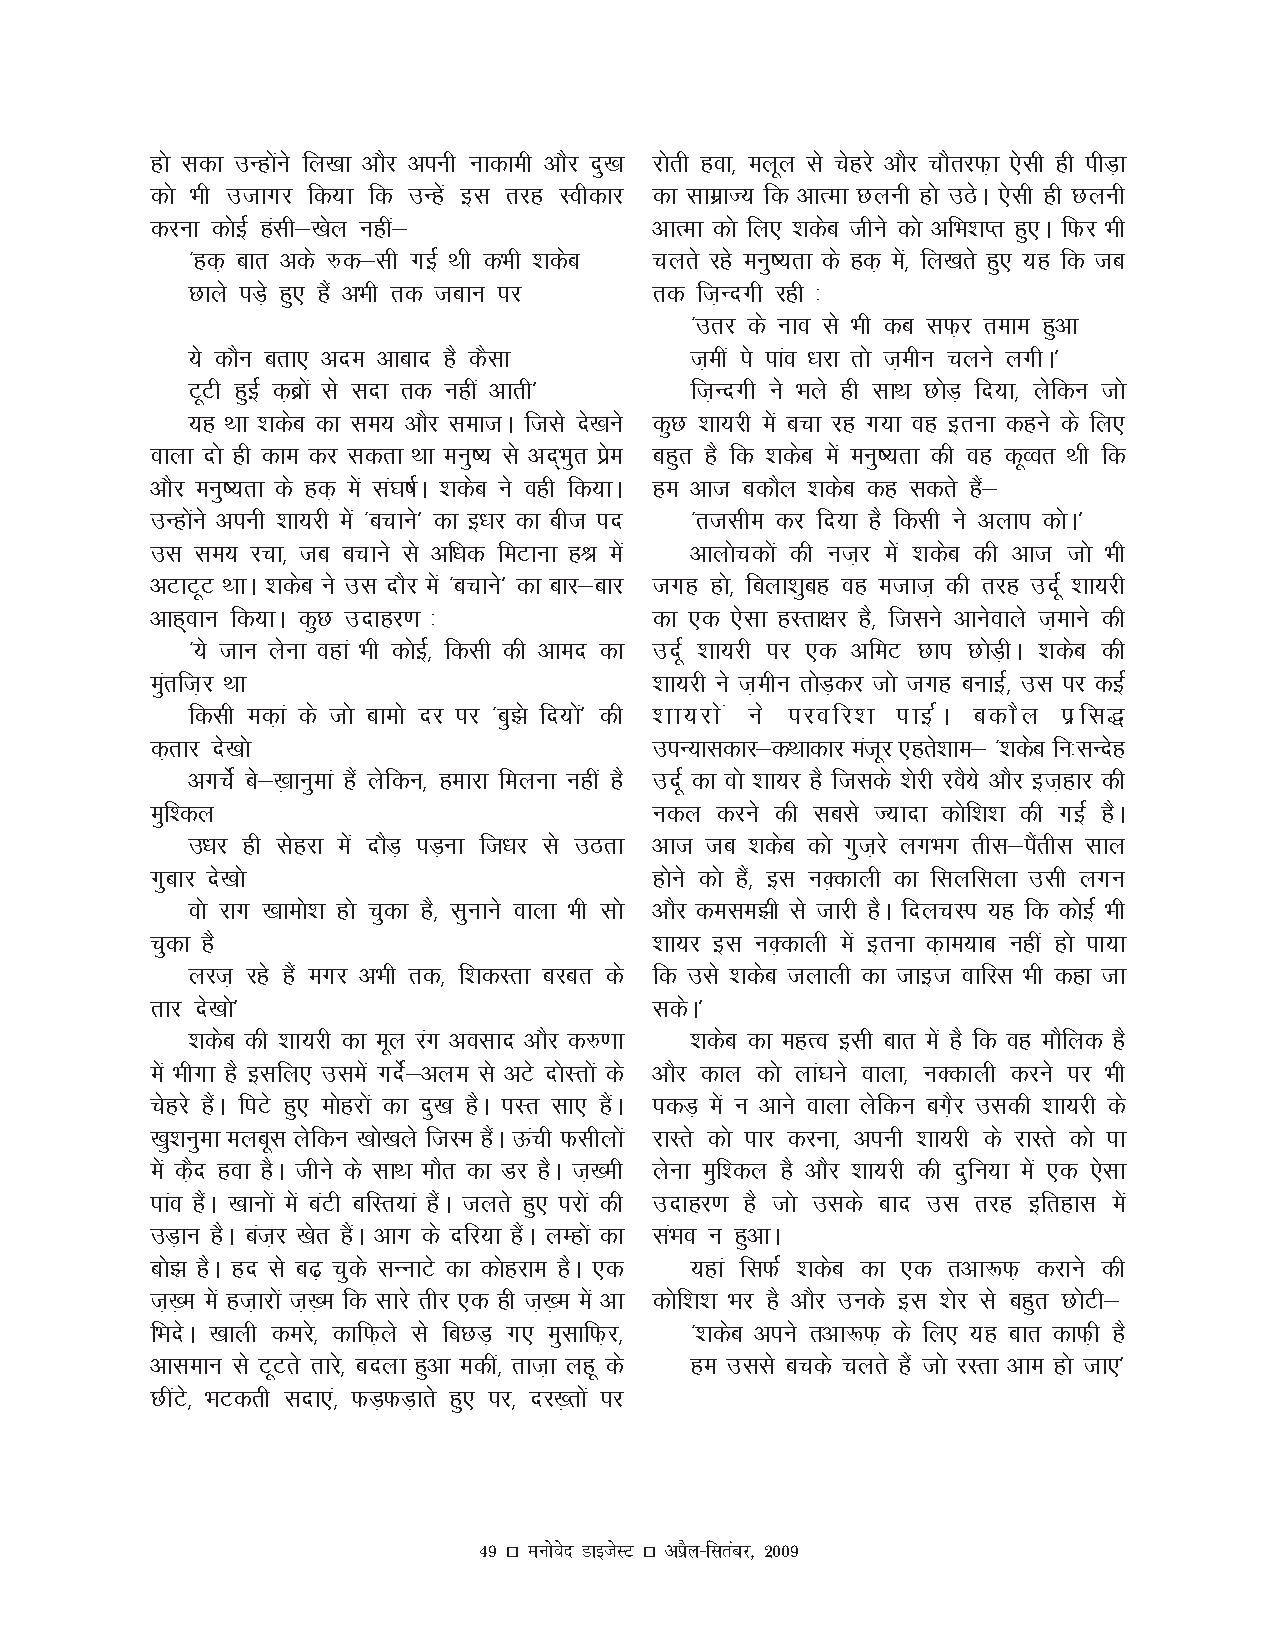 हो सका उन्होंने लिखा और अपनी नाकामी और दुख
को भी उजागर किया कि उन्हें इस तरह स्वीकार
करना कोई हंसी–खेल नहीं–
'हक़ बात अके रुक–सी गई थी कभी शकेब
छाले पड़े हुए हैं अभी तक जबान पर
ये कौन बताए अदम आबाद है कैसा
टूटी हुई क़ब्रों से सदा तक नहीं आती'
यह था शकेब का समय और समाज। जिसे देखने
वाला दो ही काम कर सकता था मनुष्य से अद्भुत प्रेम
और मनुष्यता के हक़ में संघर्ष। शकेब ने वही किया।
उन्होंने अपनी शायरी में 'बचाने' का इधर का बीज पद
उस समय रचा, जब बचाने से अधिक मिटाना हश्र में
अटाटूट था। शकेब ने उस दौर में 'बचाने' का बार–बार
आह्वान किया। कुछ उदाहरण :
'ये जान लेना वहां भी कोई, किसी की आमद का
मुंतजि़र था
किसी मक़ां के जो बामो दर पर 'बुझे दियों' की
क़तार देखो
अगर्चे बे–ख़ानुमां हैं लेकिन, हमारा मिलना नहीं है
मुश्किल
उधर ही सेहरा में दौड़ पड़ना जिधर से उठता
गुबार देखो
वो राग खामोश हो चुका है, सुनाने वाला भी सो
चुका है
लरज़ रहे हैं मगर अभी तक, शिकस्ता बरबत के
तार देखो'
शकेब की शायरी का मूल रंग अवसाद और करुणा
में भीगा है इसलिए उसमें गर्दे–अलम से अटे दोस्तों के
चेहरे हैं। पिटे हुए मोहरों का दुख है। पस्त साए हैं।
खुशनुमा मलबूस लेकिन खोखले जिस्म हैं। ऊंची फसीलों
में क़ैद हवा है। जीने के साथ मौत का डर है। ज़ख्मी
पांव हैं। खानों में बंटी बस्तियां हैं। जलते हुए परों की
उड़ान है। बंज़र खेत हैं। आग के दरिया हैं। लम्हों का
बोझ है। हद से बढ़ चुके सन्नाटे का कोहराम है। एक
ज़ख़्म में हज़ारों ज़ख़्म कि सारे तीर एक ही ज़ख़्म में आ
भिदे। खाली कमरे, काफ़िले से बिछड़ गए मुसाफ़िर,
आसमान से टूटते तारे, बदला हुआ मकीं, ताज़ा लहू के
छींटे, भटकती सदाएं, फड़फड़ाते हुए पर, दरख़्तों पर
रोती हवा, मलूल से चेहरे और चौतरफ़ा ऐसी ही पीड़ा
का साम्राज्य कि आत्मा छलनी हो उठे। ऐसी ही छलनी
आत्मा को लिए शकेब जीने को अभिशप्त हुए। फिर भी
चलते रहे मनुष्यता के हक़ में, लिखते हुए यह कि जब
तक ज़िन्दगी रही :
'उतर के नाव से भी कब सफ़र तमाम हुआ
ज़मीं पे पांव धरा तो ज़मीन चलने लगी।'
ज़िन्दगी ने भले ही साथ छोड़ दिया, लेकिन जो
कुछ शायरी में बचा रह गया वह इतना कहने के लिए
बहुत है कि शकेब में मनुष्यता की वह कूव्वत थी कि
हम आज बकौल शकेब कह सकते हैं–
'तजसीम कर दिया है किसी ने अलाप को।'
आलोचकों की नज़र में शकेब की आज जो भी
जगह हो, बिलाशुबह वह मजाज़ की तरह उर्दू शायरी
का एक ऐसा हस्ताक्षर है, जिसने आनेवाले ज़माने की
उर्दू शायरी पर एक अमिट छाप छोड़ी। शकेब की
शायरी ने ज़मीन तोड़कर जो जगह बनाई, उस पर कई
शायरों ने परवरिश पाई। बकौल प्रसिद्ध
उपन्यासकार–कथाकार मंजूर एहतेशाम– 'शकेब निःसन्देह
उर्दू का वो शायर है जिसके शेरी रवैये और इज़हार की
नकल करने की सबसे ज्यादा कोशिश की गई है।
आज जब शकेब को गुज़रे लगभग तीस–पैंतीस साल
होने को हैं, इस नक़्काली का सिलसिला उसी लगन
और कमसमझी से जारी है। दिलचस्प यह कि कोई भी
शायर इस नक़्काली में इतना क़ामयाब नहीं हो पाया
कि उसे शकेब जलाली का जाइज वारिस भी कहा जा
सके।'
शकेब का महत्व इसी बात में है कि वह मौलिक है
और काल को लांघने वाला, नक्काली करने पर भी
पकड़ में न आने वाला लेकिन बगै़र उसकी शायरी के
रास्ते को पार करना, अपनी शायरी के रास्ते को पा
लेना मुश्किल है और शायरी की दुनिया में एक ऐसा
उदाहरण है जो उसके बाद उस तरह इतिहास में
संभव न हुआ।
यहां सिर्फ शकेब का एक तआरूफ़ कराने की
कोशिश भर है और उनके इस शेर से बहुत छोटी–
'शकेब अपने तआरूफ़ के लिए यह बात काफ़ी है
हम उससे बचके चलते हैं जो रस्ता आम हो जाए'
49 □ मनोवेद डाइजेस्ट □ अप्रैल-सितंबर, 2009